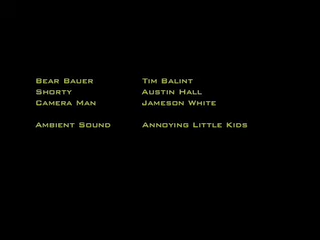 Bear Bauer Tim Balint
Shorty Austin Hall
Camera Man Jameson White
Ambient Sound Annoying Little Kids